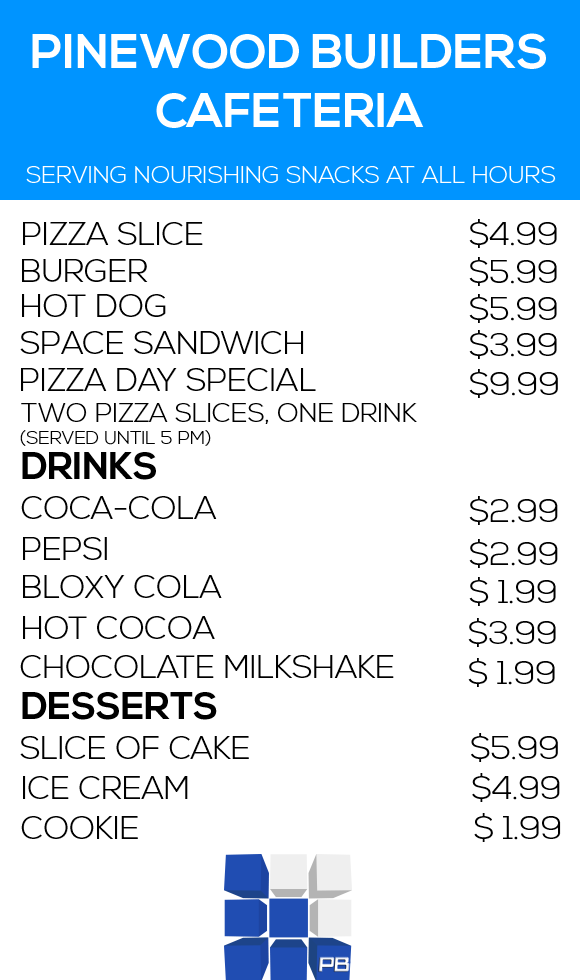 PINEWOOD BUILDERS
CAFETERIA
SERVING NOURISHING SNACKS AT ALL HOURS
PIZZA SLICE $4.99
BURGER $5.99
HOT DOG $5.99
SPACE SANDWICH $3.99
PIZZA DAY SPECIAL $9.99
TWO PIZZA SLICES, ONE DRINK
(SERVED UNTIL 5 PM)
DRINKS
COCA-COLA $2.99
PEPSI $2.99
BLOXY COLA $1.99
HOT COCOA $3.99
CHOCOLATE MILKSHAKE $1.99
DESSERTS
SLICE OF CAKE $5.99
ICE CREAM $4.99
COOKIE $1.99
PB